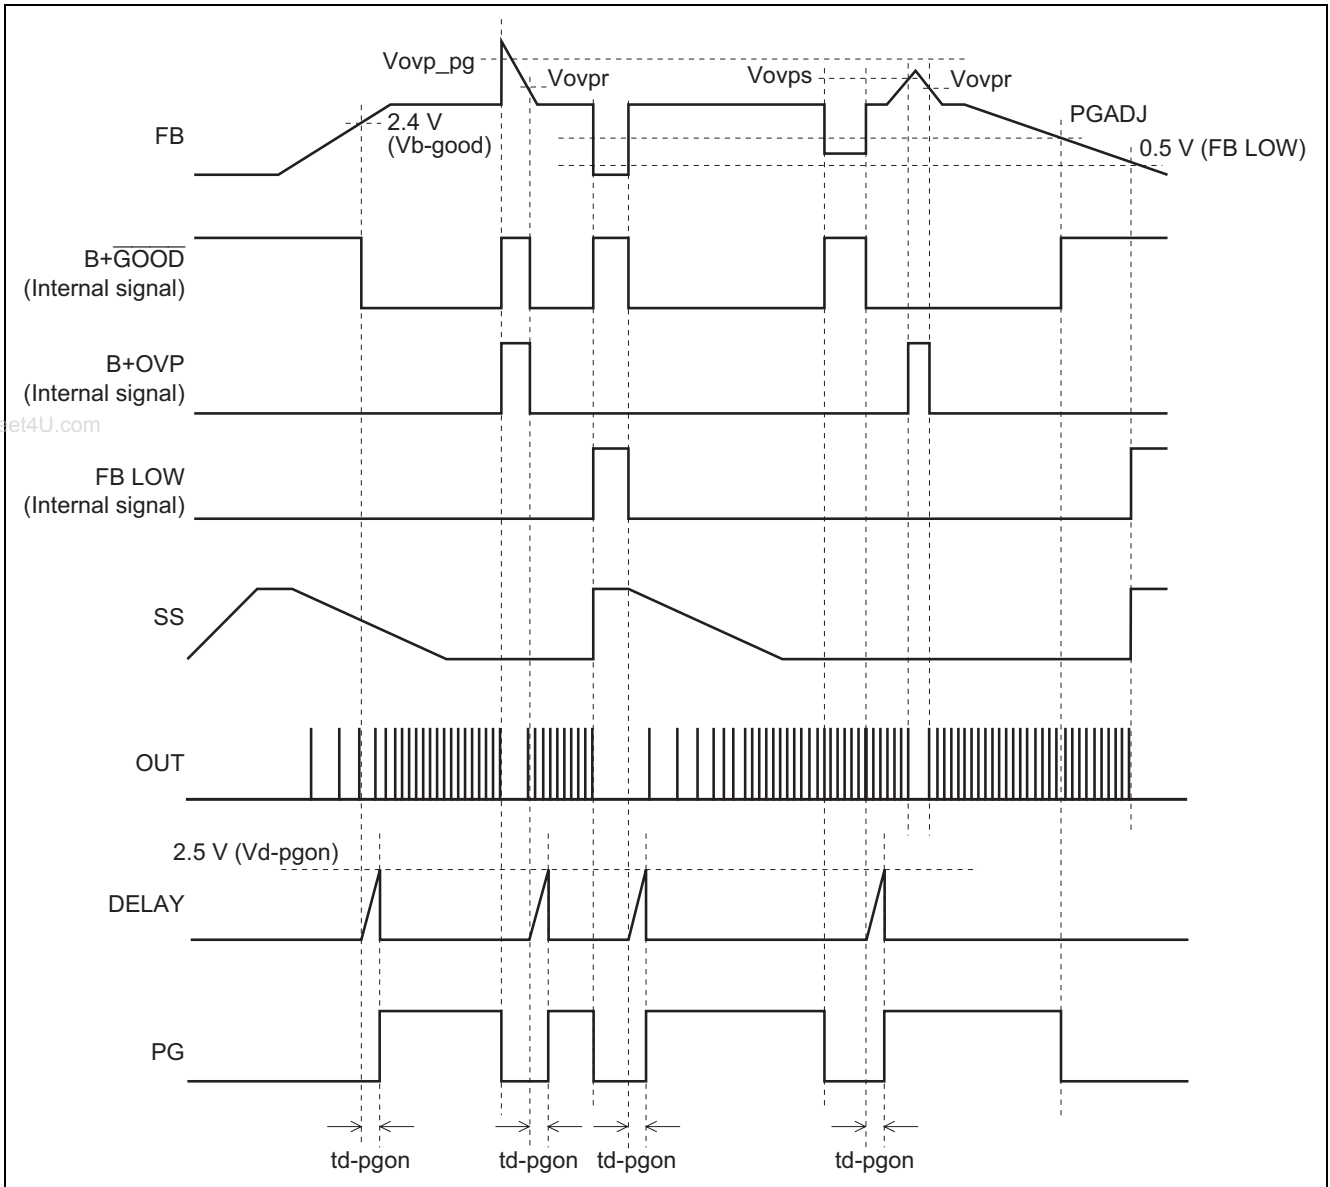 Vovp_pg
Vovpr
Vovps
Vovpr
PGADJ
2.4 V
(Vb-good)
FB
0.5 V (FB LOW)
B+GOOD
(Internal signal)
B+OVP
(Internal signal)
et4U.com
FB LOW
(Internal signal)
SS
OUT
2.5 V (Vd-pgon)
DELAY
PG
td-pgon td-pgon td-pgon td-pgon